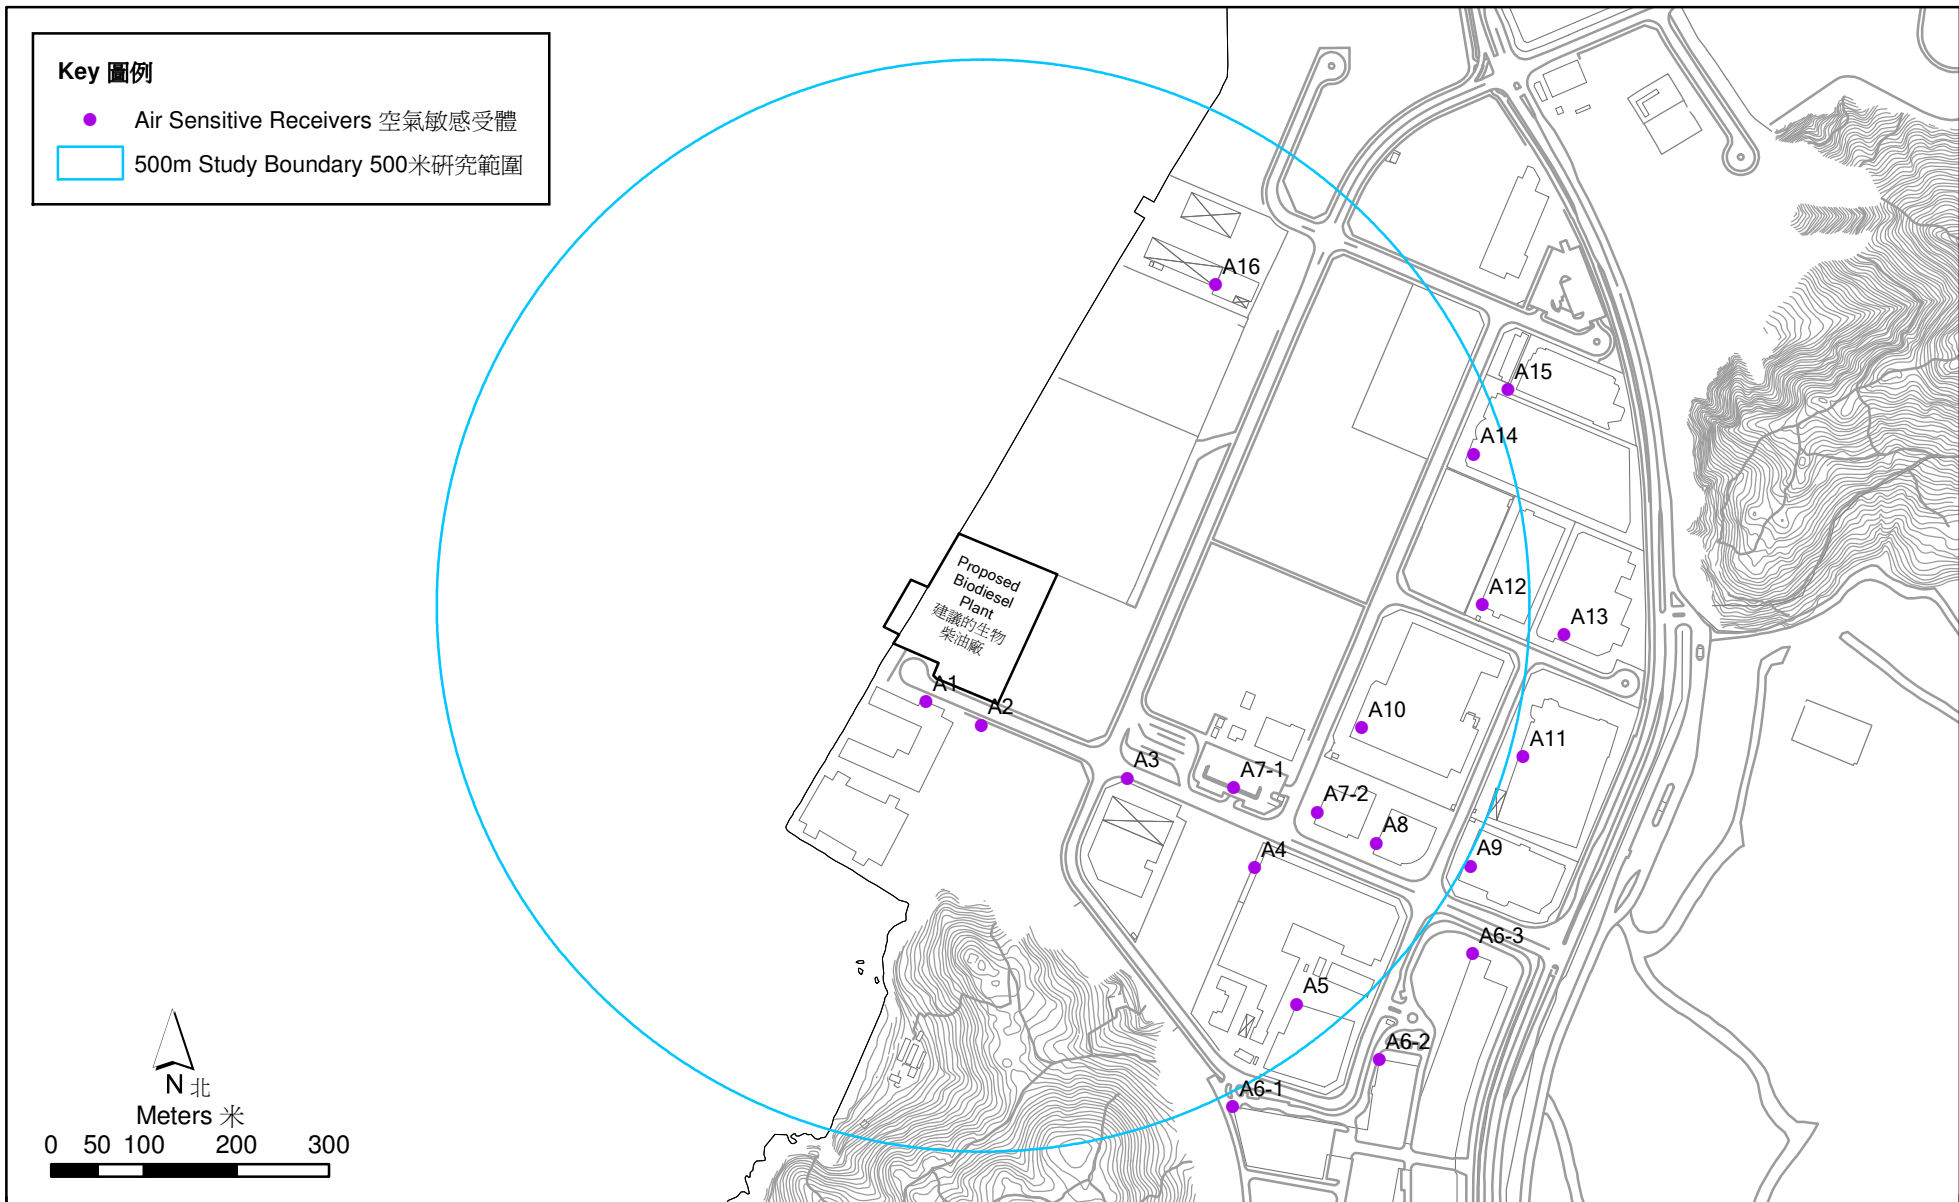 Key 圖例
Air Sensitive Receivers 空氣敏感受體
500m Study Boundary 500米研究範圍
A16
A15
A14
Proposed
Biodiesel
Plant
建議的生物
柴油廠
A12
A13
A1
A2
A10
A11
A3
A7-1
A7-2
A8
A4
A9
A6-3
A5
A6-2
A6-1
N 北
Meters 米
0 50 100 200 300